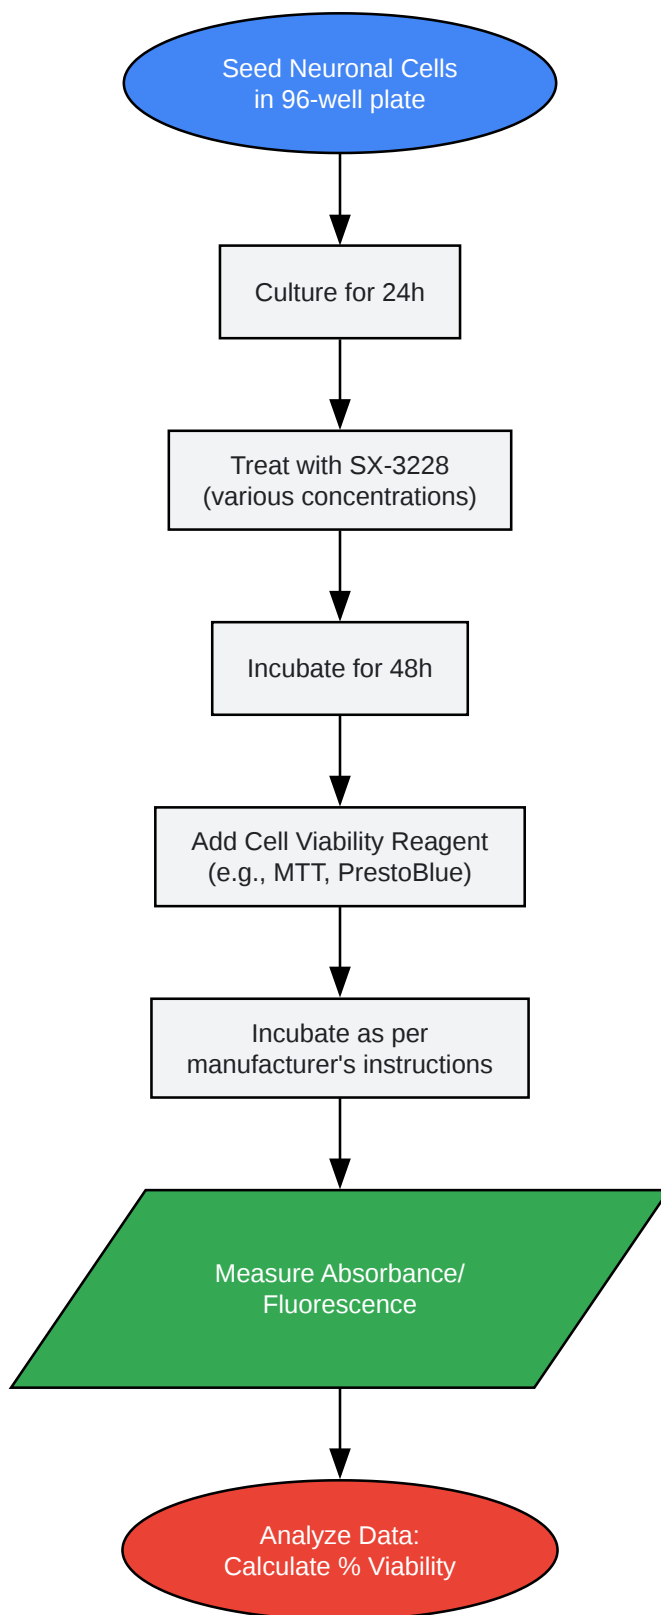 Seed Neuronal Cells
in 96-well plate
Culture for 24h
Treat with SX-3228
(various concentrations)
Incubate for 48h
Add Cell Viability Reagent
(e.g., MTT, PrestoBlue)
Incubate as per
manufacturer's instructions
Measure Absorbance/
Fluorescence
Analyze Data:
Calculate % Viability